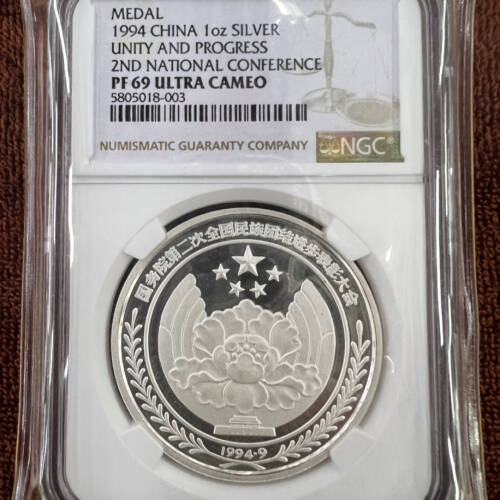 MEDAL
1994 CHINA 1oz SILVER
UNITY AND PROGRESS
2ND NATIONAL CONFERENCE
PF 69 ULTRA CAMEO
5805018-003
NUMISMATIC GUARANTY COMPANY
NGC
国务院第二次全国民族团结进步表彰大会
1994·9